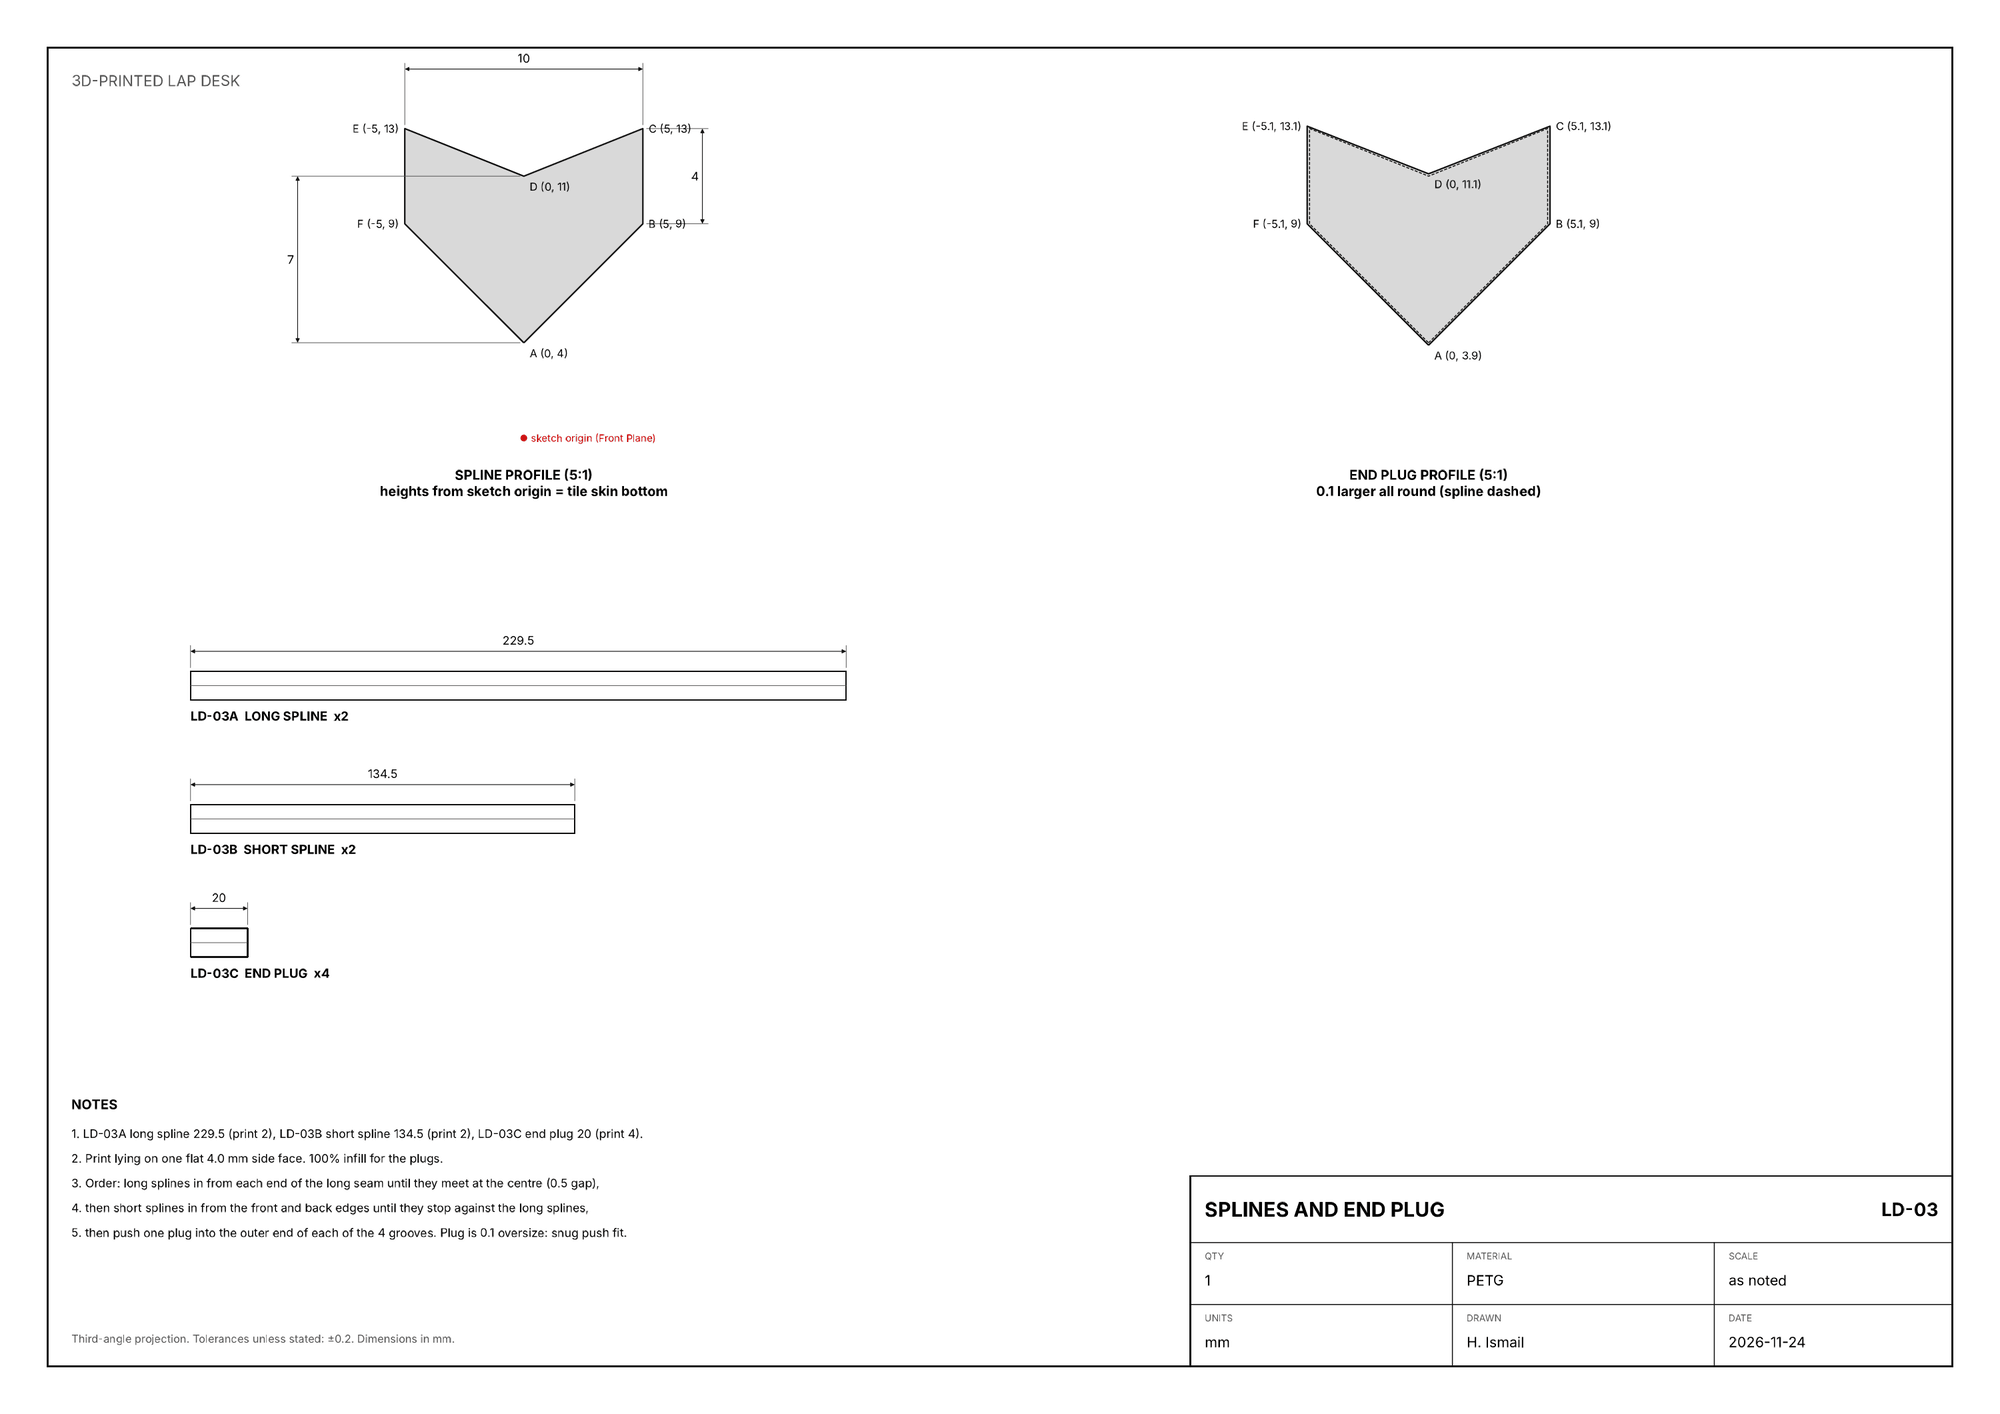 3D-PRINTED LAP DESK
10
E (-5, 13)
C (5, 13)
4
D (0, 11)
F (-5, 9)
B (5, 9)
7
A (0, 4)
sketch origin (Front Plane)
SPLINE PROFILE (5:1)
heights from sketch origin = tile skin bottom
E (-5.1, 13.1)
C (5.1, 13.1)
D (0, 11.1)
F (-5.1, 9)
B (5.1, 9)
A (0, 3.9)
END PLUG PROFILE (5:1)
0.1 larger all round (spline dashed)
229.5
LD-03A LONG SPLINE x2
134.5
LD-03B SHORT SPLINE x2
20
LD-03C END PLUG x4
NOTES
1. LD-03A long spline 229.5 (print 2), LD-03B short spline 134.5 (print 2), LD-03C end plug 20 (print 4).
2. Print lying on one flat 4.0 mm side face. 100% infill for the plugs.
3. Order: long splines in from each end of the long seam until they meet at the centre (0.5 gap),
4. then short splines in from the front and back edges until they stop against the long splines,
5. then push one plug into the outer end of each of the 4 grooves. Plug is 0.1 oversize: snug push fit.
Third-angle projection. Tolerances unless stated: ±0.2. Dimensions in mm.
SPLINES AND END PLUG
LD-03
QTY
1
MATERIAL
PETG
SCALE
as noted
UNITS
mm
DRAWN
H. Ismail
DATE
2026-11-24